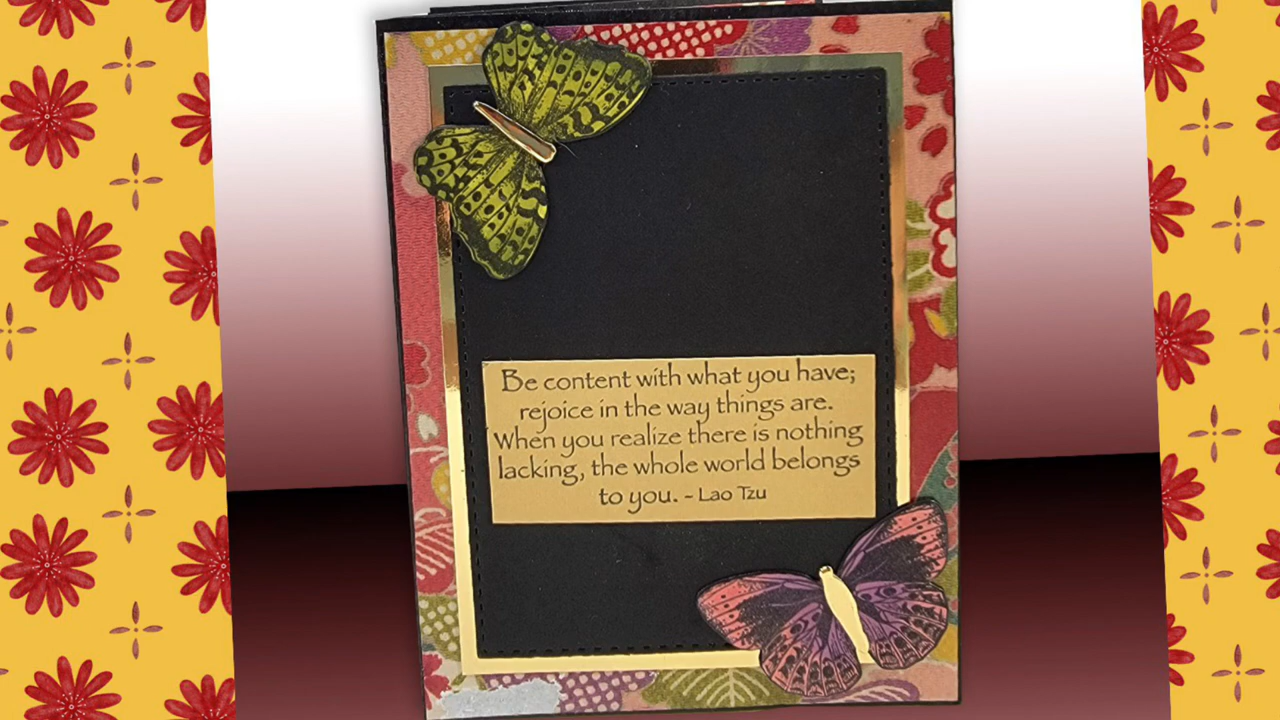 Be content with what you have;
rejoice in the way things are.
When you realize there is nothing
lacking, the whole world belongs
to you. - Lao Tzu